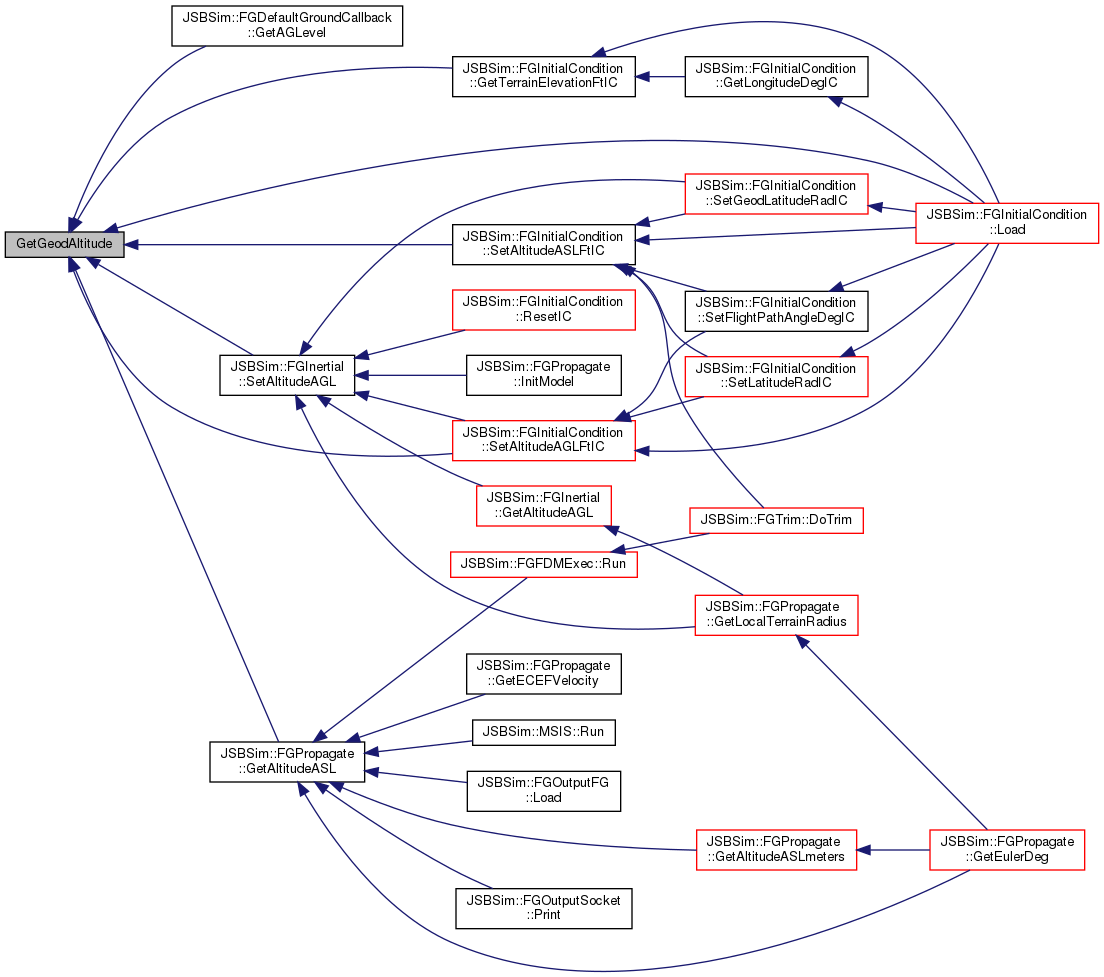 JSBSim::FGDefaultGroundCallback
::GetAGLevel
JSBSim::FGInitialCondition
::GetTerrainElevationFtIC
JSBSim::FGInitialCondition
::GetLongitudeDegIC
JSBSim::FGInitialCondition
::SetGeodLatitudeRadIC
JSBSim::FGInitialCondition
::Load
GetGeodAltitude
JSBSim::FGInitialCondition
::SetAltitudeASLFtIC
JSBSim::FGInitialCondition
::ResetIC
JSBSim::FGInitialCondition
::SetFlightPathAngleDegIC
JSBSim::FGInertial
::SetAltitudeAGL
JSBSim::FGPropagate
::InitModel
JSBSim::FGInitialCondition
::SetLatitudeRadIC
JSBSim::FGInitialCondition
::SetAltitudeAGLFtIC
JSBSim::FGInertial
::GetAltitudeAGL
JSBSim::FGTrim::DoTrim
JSBSim::FGFDMExec::Run
JSBSim::FGPropagate
::GetLocalTerrainRadius
JSBSim::FGPropagate
::GetECEFVelocity
JSBSim::MSIS::Run
JSBSim::FGPropagate
::GetAltitudeASL
JSBSim::FGOutputFG
::Load
JSBSim::FGPropagate
::GetAltitudeASLmeters
JSBSim::FGPropagate
::GetEulerDeg
JSBSim::FGOutputSocket
::Print